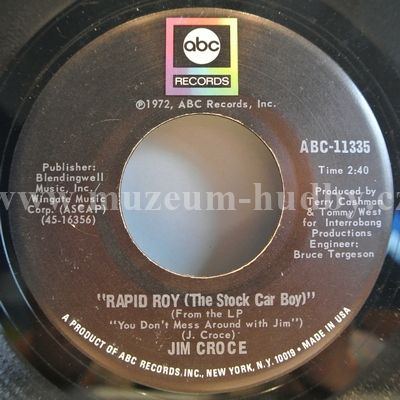 abc
RECORDS
℗1972, ABC Records, Inc.
ABC-11335
Publisher:
Blendingwell
Music, Inc.
Wingate Music
Corp. (ASCAP)
(45-16356)
Time 2:40
Produced by
Terry Cashman
& Tommy West
for Interrobang
Productions
Engineer:
Bruce Tergeson
www.muzeum-hudby.cz
"RAPID ROY (The Stock Car Boy)"
(From the LP
"You Don't Mess Around with Jim")
(J. Croce)
JIM CROCE
A PRODUCT OF ABC RECORDS, INC., NEW YORK, N.Y. 10019 • MADE IN USA